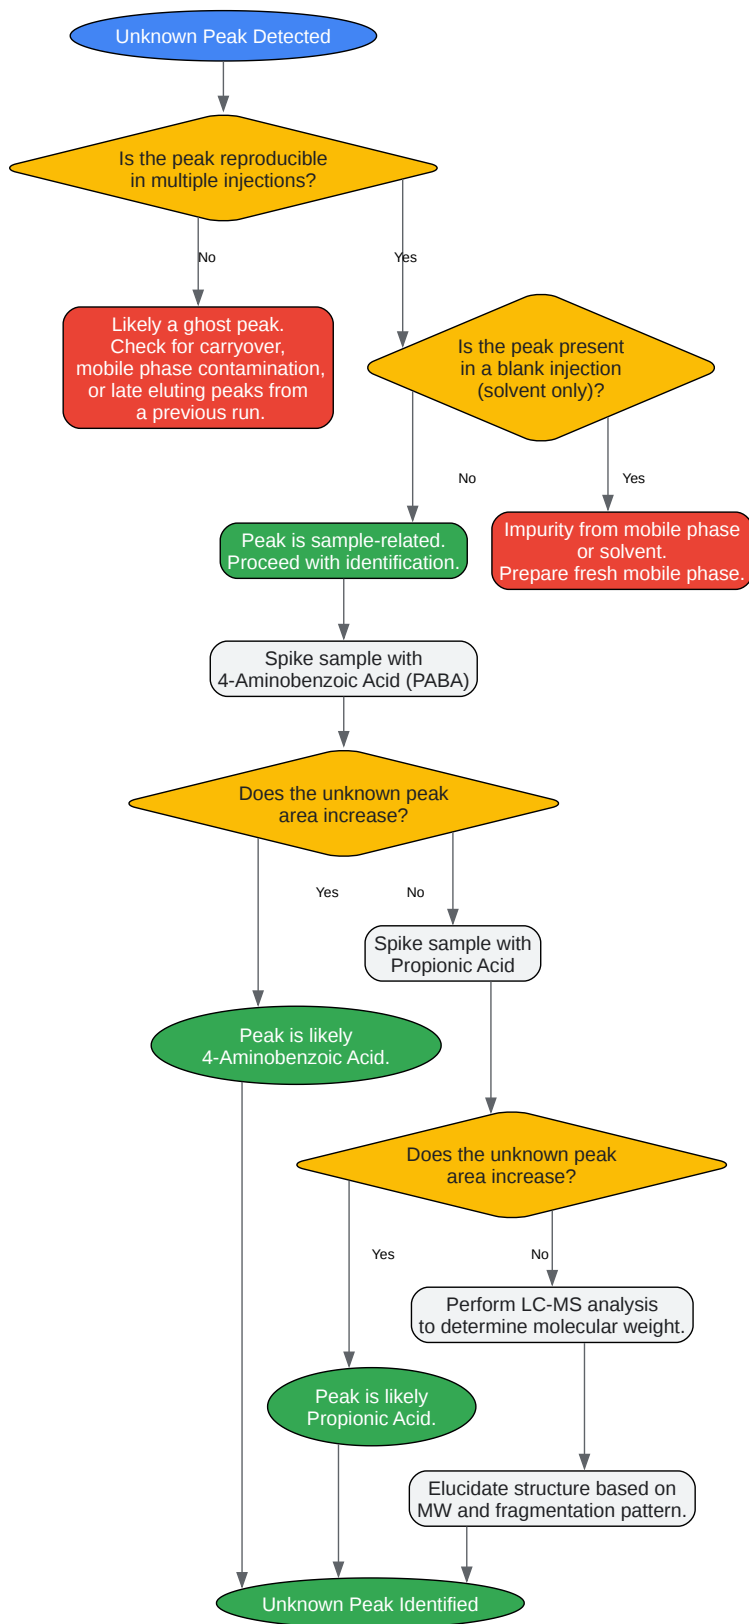 Unknown Peak Detected
Is the peak reproducible
in multiple injections?
No
Yes
Likely a ghost peak.
Check for carryover,
mobile phase contamination,
or late eluting peaks from
a previous run.
Is the peak present
in a blank injection
(solvent only)?
No
Yes
Peak is sample-related.
Proceed with identification.
Impurity from mobile phase
or solvent.
Prepare fresh mobile phase.
Spike sample with
4-Aminobenzoic Acid (PABA)
Does the unknown peak
area increase?
Yes
No
Spike sample with
Propionic Acid
Peak is likely
4-Aminobenzoic Acid.
Does the unknown peak
area increase?
Yes
No
Perform LC-MS analysis
to determine molecular weight.
Peak is likely
Propionic Acid.
Elucidate structure based on
MW and fragmentation pattern.
Unknown Peak Identified